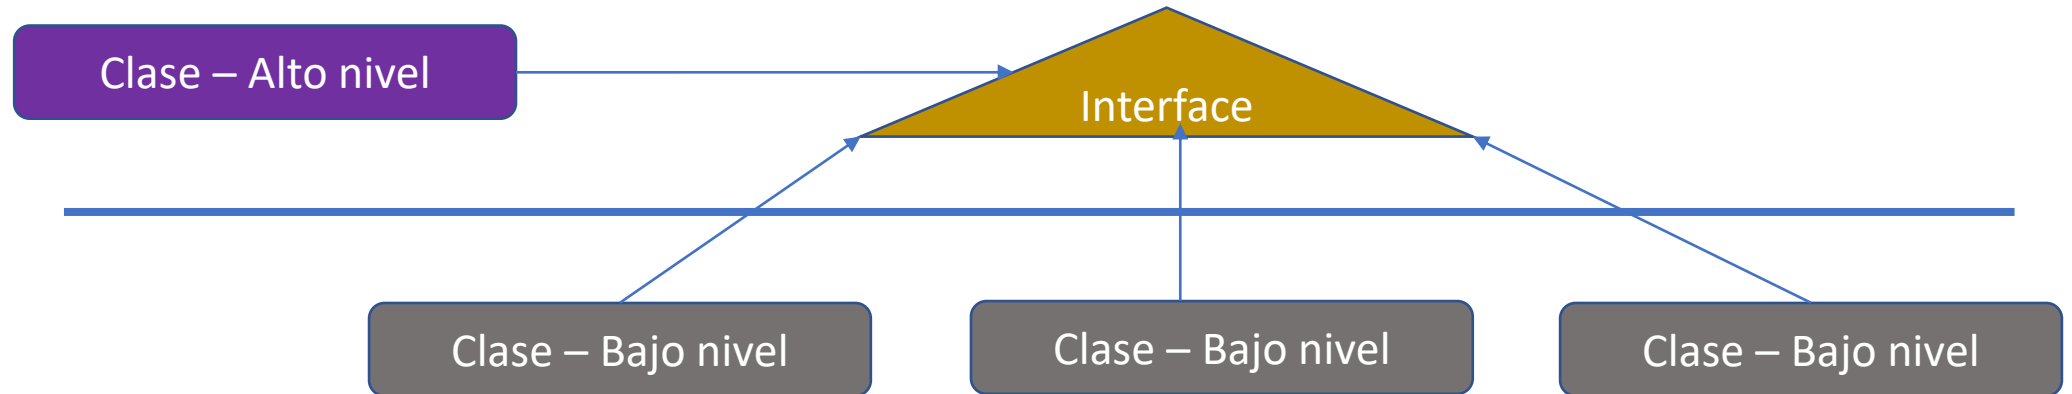 Clase – Alto nivel
Interface
Clase – Bajo nivel
Clase – Bajo nivel
Clase – Bajo nivel